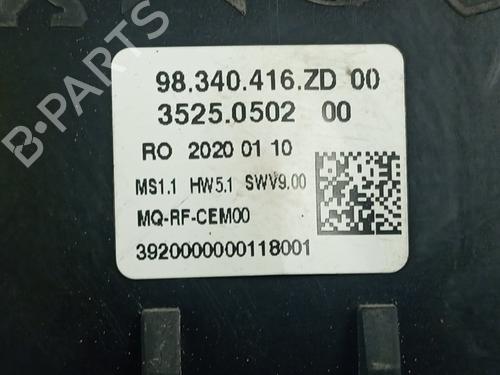 98.340.416.ZD 00
3525.0502 00
RO 2020 01 10
MS1.1 HW5.1 SWV9.00
MQ-RF-CEM00
3920000000118001
B-PARTS